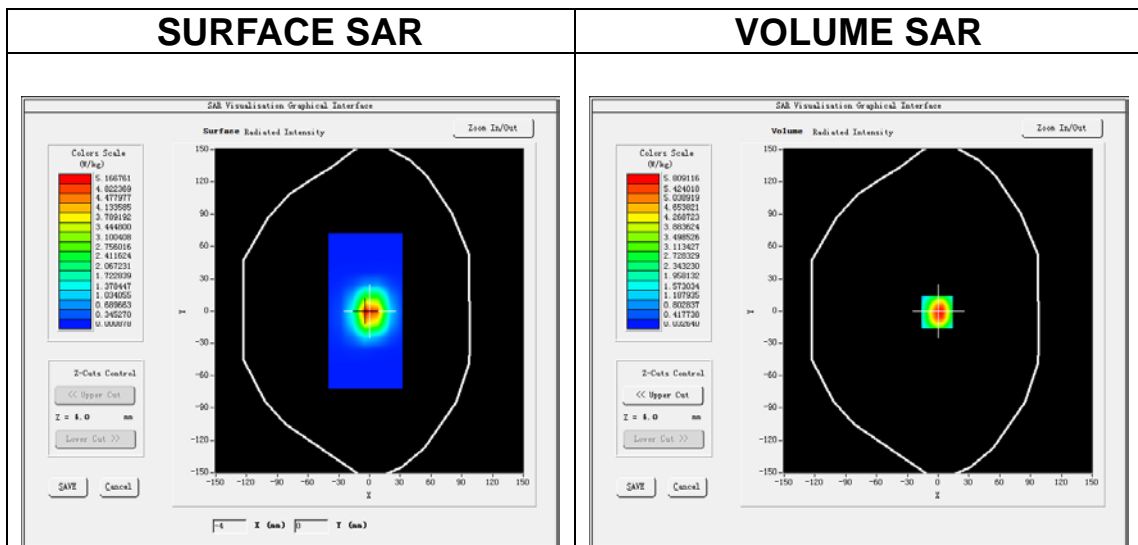 SURFACE SAR
SAR Visualisation Graphical Interface
Surface Radiated Intensity
Zoom In/Out
Colors Scale
(W/kg)
5.166761
4.822369
4.477977
4.133585
3.789192
3.444800
3.100408
2.756016
2.411624
2.067231
1.722839
1.378447
1.034055
0.689663
0.345270
0.000878
Z-Cuts Control
<< Upper Cut
Z = 4.0 mm
Lower Cut >>
SAVE Cancel
150
120
90
60
30
0
-30
-60
-90
-120
-150
Y
-150 -120 -90 -60 -30 0 30 60 90 120 150
X
-4 X (mm) 0 Y (mm)
VOLUME SAR
SAR Visualisation Graphical Interface
Volume Radiated Intensity
Zoom In/Out
Colors Scale
(W/kg)
5.809116
5.424018
5.038919
4.653821
4.268723
3.883624
3.498526
3.113427
2.728329
2.343230
1.958132
1.573034
1.187935
0.802837
0.417738
0.032640
Z-Cuts Control
<< Upper Cut
Z = 4.0 mm
Lower Cut >>
SAVE Cancel
150
120
90
60
30
0
-30
-60
-90
-120
-150
Y
-150 -120 -90 -60 -30 0 30 60 90 120 150
X